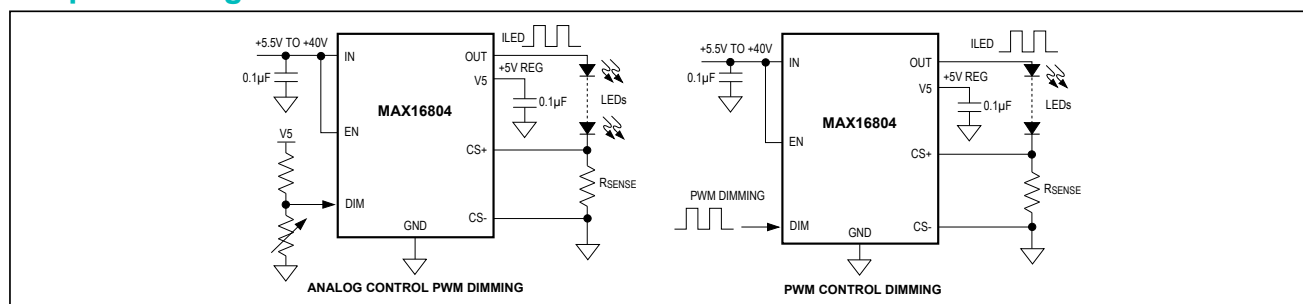 +5.5V TO +40V
IN
0.1µF
EN
V5
DIM
MAX16804
GND
OUT
V5
CS+
CS-
ILED
+5V REG
0.1µF
LEDs
RSENSE
ANALOG CONTROL PWM DIMMING
+5.5V TO +40V
IN
0.1µF
EN
PWM DIMMING
DIM
MAX16804
GND
OUT
V5
CS+
CS-
ILED
+5V REG
0.1µF
LEDs
RSENSE
PWM CONTROL DIMMING